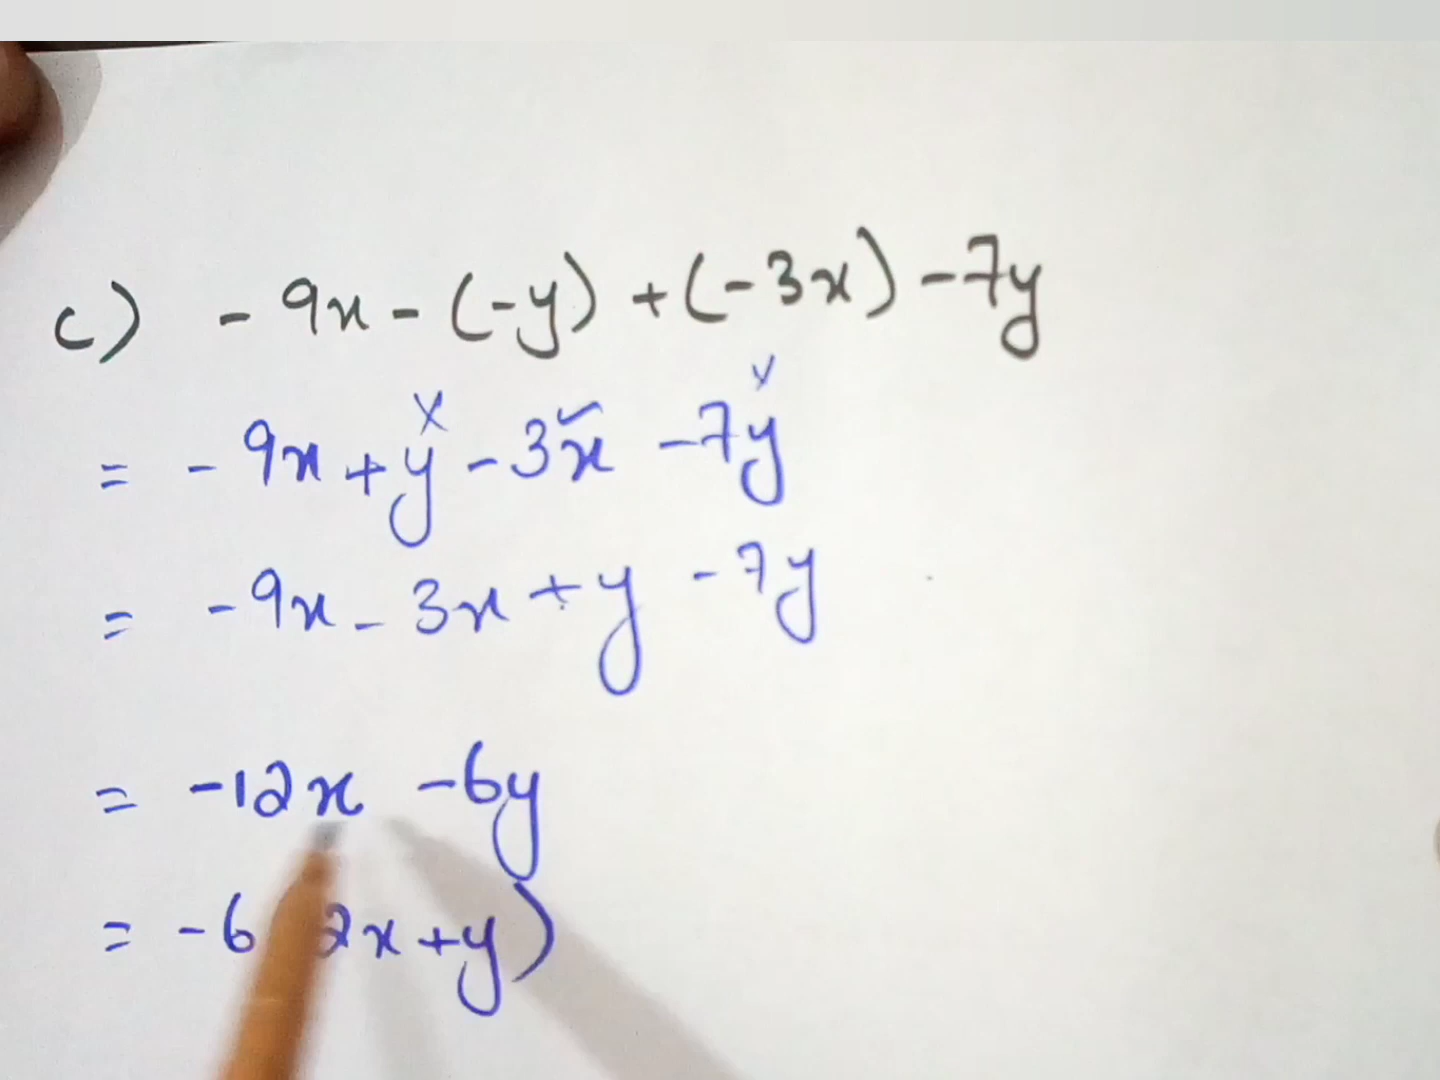 c) - 9x - (-y) + (-3x) - 7y
= - 9x + y - 3x - 7y
= - 9x - 3x + y - 7y
= -12x - 6y
= -6 2x + y)